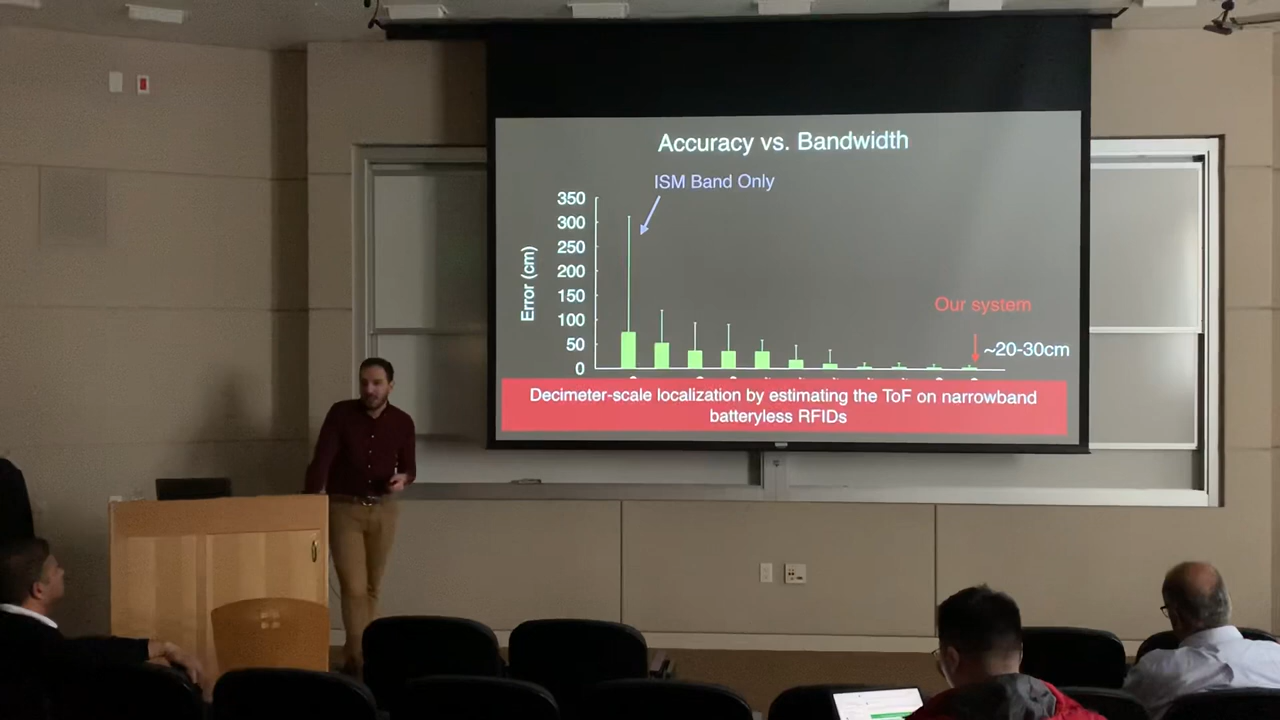 Accuracy vs. Bandwidth
ISM Band Only
350
300
250
200
150
100
50
0
Error (cm)
Our system
~20-30cm
Decimeter-scale localization by estimating the ToF on narrowband
batteryless RFIDs